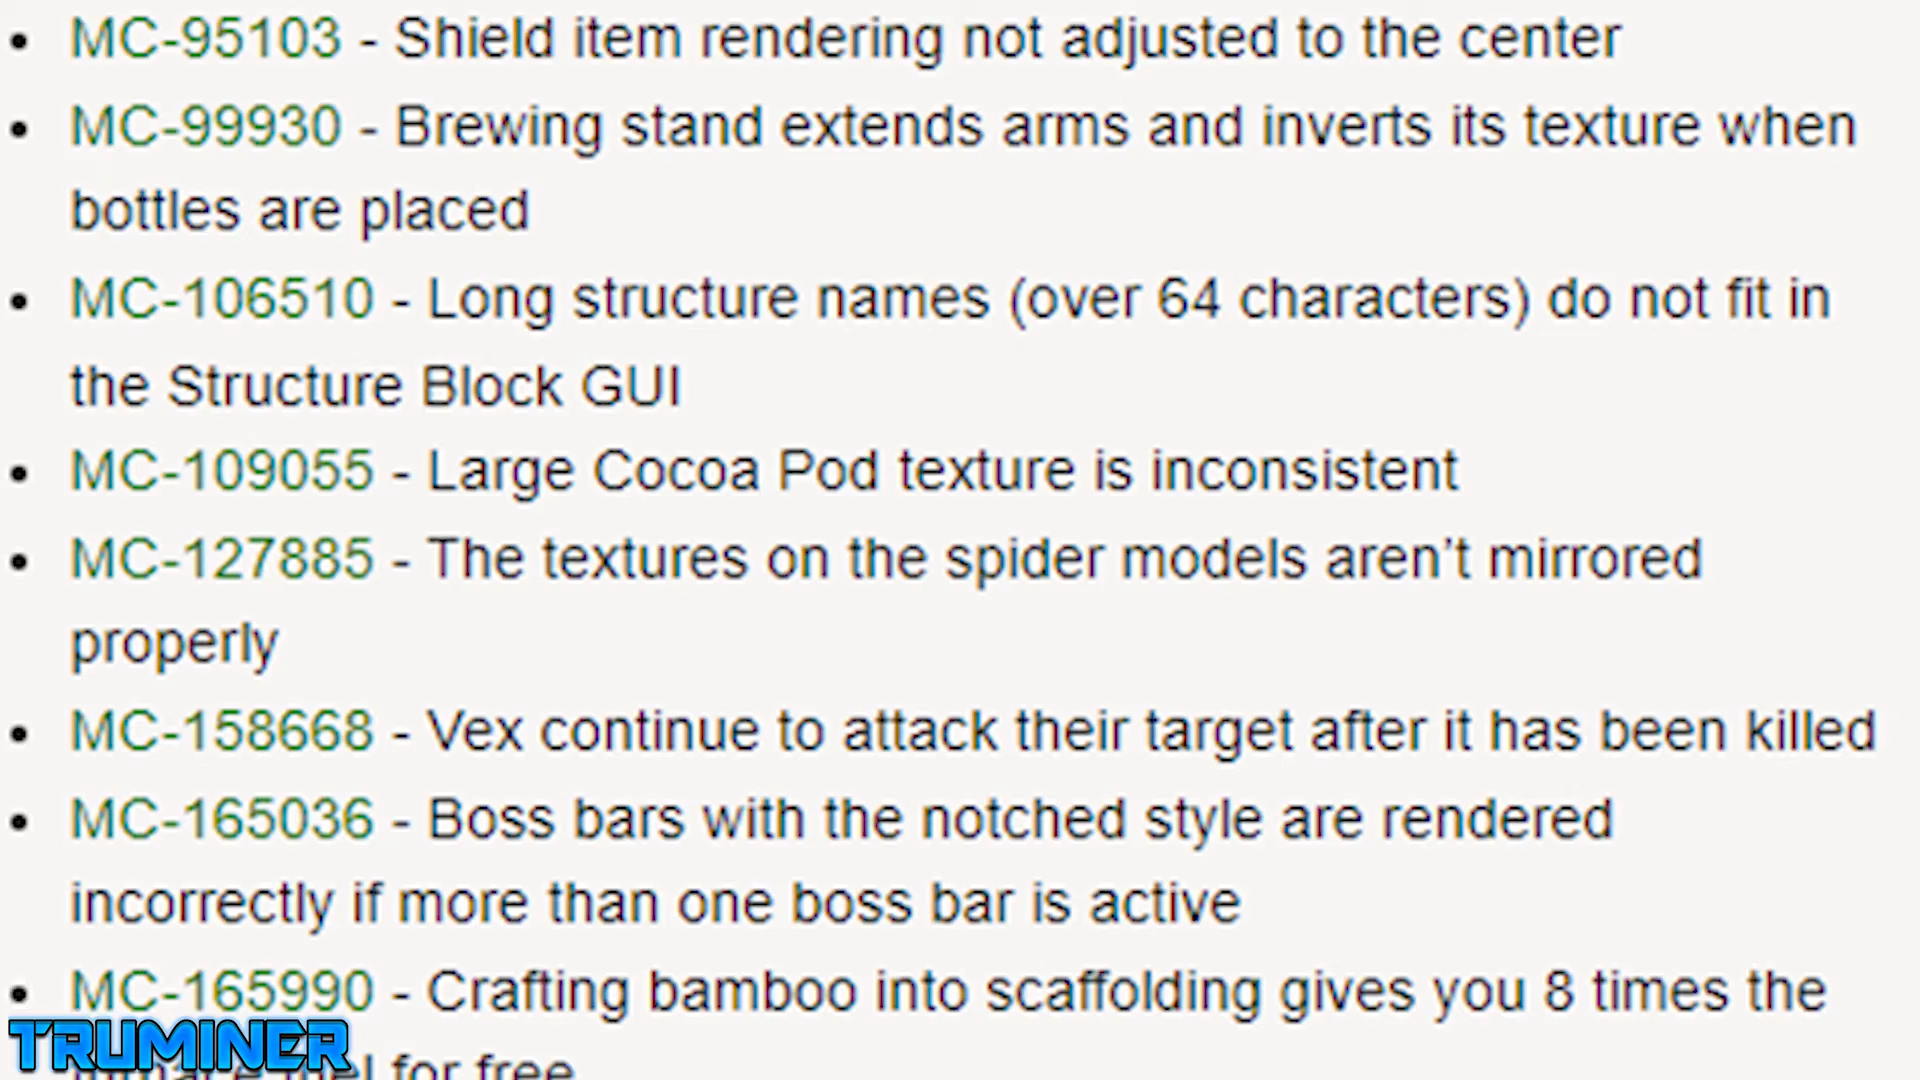 • MC-95103 - Shield item rendering not adjusted to the center
• MC-99930 - Brewing stand extends arms and inverts its texture when
bottles are placed
• MC-106510 - Long structure names (over 64 characters) do not fit in
the Structure Block GUI
• MC-109055 - Large Cocoa Pod texture is inconsistent
• MC-127885 - The textures on the spider models aren’t mirrored
properly
• MC-158668 - Vex continue to attack their target after it has been killed
• MC-165036 - Boss bars with the notched style are rendered
incorrectly if more than one boss bar is active
• MC-165990 - Crafting bamboo into scaffolding gives you 8 times the
furnace fuel for free
TRUMINER